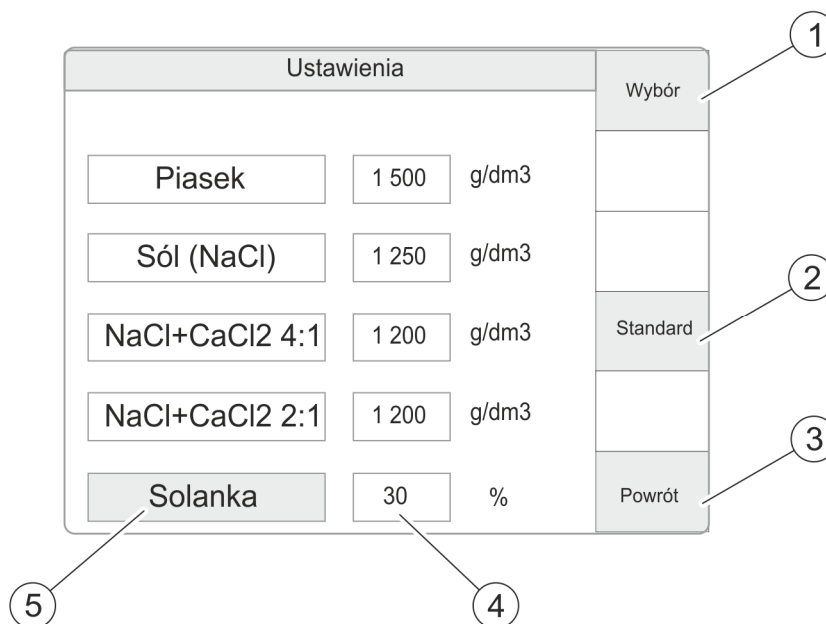 Ustawienia
Wybór
1
Piasek 1 500 g/dm3
Sól (NaCl) 1 250 g/dm3
2
NaCl+CaCl2 4:1 1 200 g/dm3
Standard
NaCl+CaCl2 2:1 1 200 g/dm3
3
Solanka 30 %
Powrót
5
4